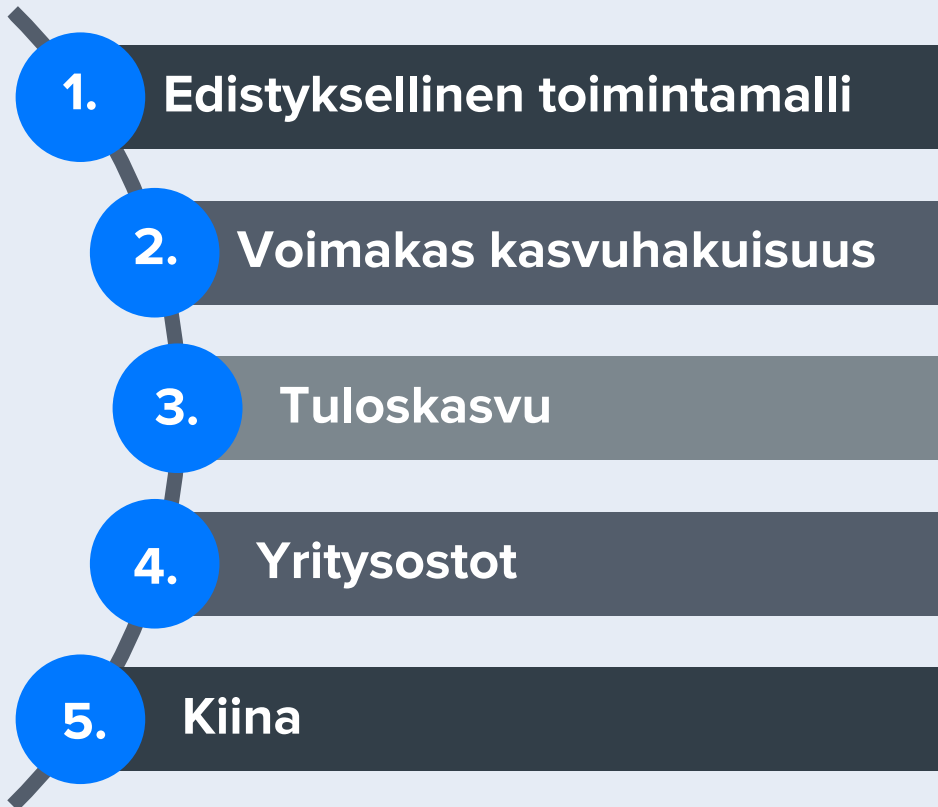 1. Edistyksellinen toimintamalli
2. Voimakas kasvuhakuisuus
3. Tuloskasvu
4. Yritysostot
5. Kiina